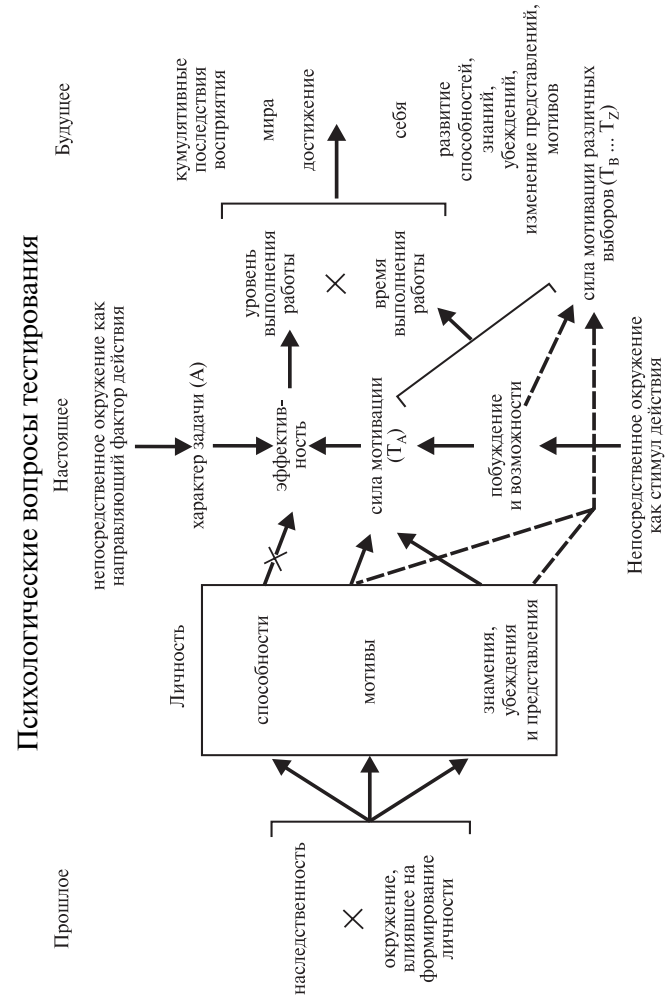 Психологические вопросы тестирования
Прошлое
Настоящее
Будущее
наследственность
×
окружение,
влиявшее на
формирование
личности
Личность
способности
мотивы
знамения,
убеждения
и представления
непосредственное окружение как
направляющий фактор действия
характер задачи (А)
эффектив-
ность
сила мотивации
(TA)
побуждение
и возможности
Непосредственное окружение
как стимул действия
уровень
выполнения
работы
×
время
выполнения
работы
кумулятивные
последствия
восприятия
мира
достижение
себя
развитие
способностей,
знаний,
убеждений,
изменение представлений,
мотивов
сила мотивации различных
выборов (TB ... TZ)